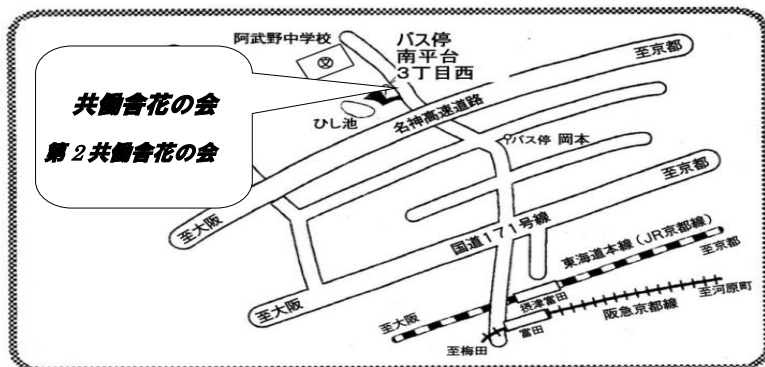 阿武野中学校
バス停
南平台
3丁目西
至京都
共働舎花の会
第2共働舎花の会
ひし池
名神高速道路
バス停 岡本
至京都
至大阪
国道171号線
東海道本線(JR京都線)
至京都
至大阪
摂津富田
至河原町
阪急京都線
至大阪
富田
至梅田